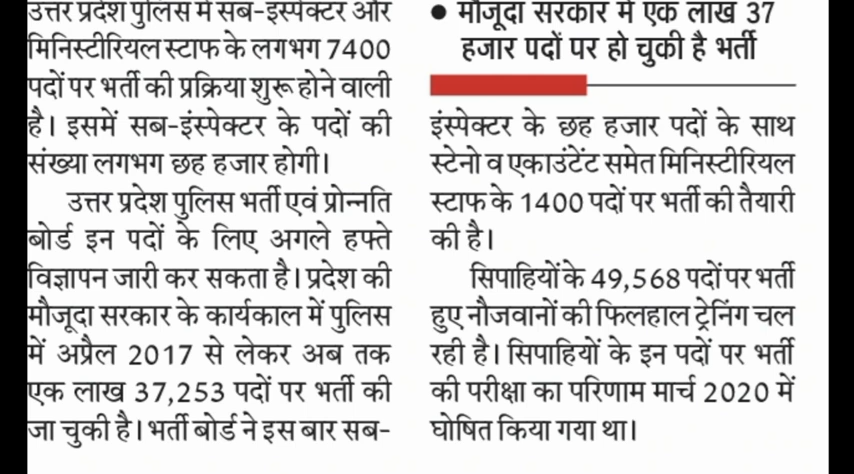 उत्तर प्रदेश पुलिस में सब-इंस्पेक्टर और
मिनिस्टीरियल स्टाफ के लगभग 7400
पदों पर भर्ती की प्रक्रिया शुरू होने वाली
है। इसमें सब-इंस्पेक्टर के पदों की
संख्या लगभग छह हजार होगी।
उत्तर प्रदेश पुलिस भर्ती एवं प्रोन्नति
बोर्ड इन पदों के लिए अगले हफ्ते
विज्ञापन जारी कर सकता है। प्रदेश की
मौजूदा सरकार के कार्यकाल में पुलिस
में अप्रैल 2017 से लेकर अब तक
एक लाख 37,253 पदों पर भर्ती की
जा चुकी है। भर्ती बोर्ड ने इस बार सब-
• मौजूदा सरकार में एक लाख 37
हजार पदों पर हो चुकी है भर्ती
इंस्पेक्टर के छह हजार पदों के साथ
स्टेनो व एकाउंटेंट समेत मिनिस्टीरियल
स्टाफ के 1400 पदों पर भर्ती की तैयारी
की है।
सिपाहियों के 49,568 पदों पर भर्ती
हुए नौजवानों की फिलहाल ट्रेनिंग चल
रही है। सिपाहियों के इन पदों पर भर्ती
की परीक्षा का परिणाम मार्च 2020 में
घोषित किया गया था।